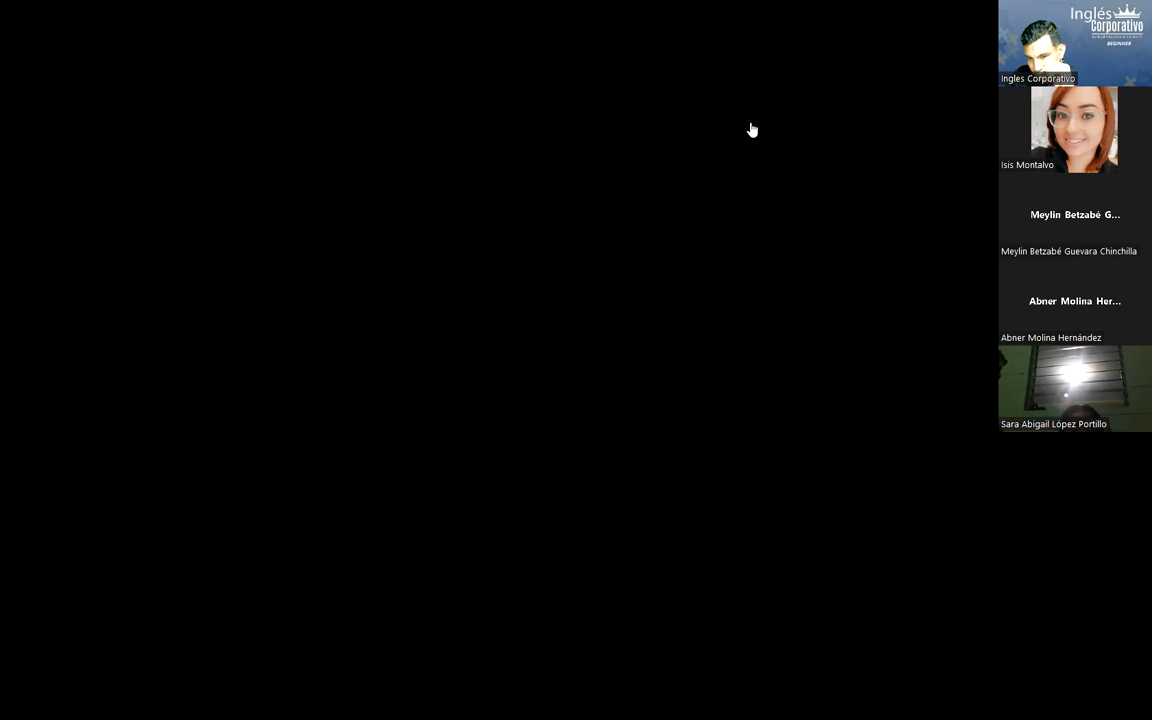 Inglés
Corporativo
BEGINNER
Ingles Corporativo
Isis Montalvo
Meylin Betzabé G...
Meylin Betzabé Guevara Chinchilla
Abner Molina Her...
Abner Molina Hernández
Sara Abigail López Portillo